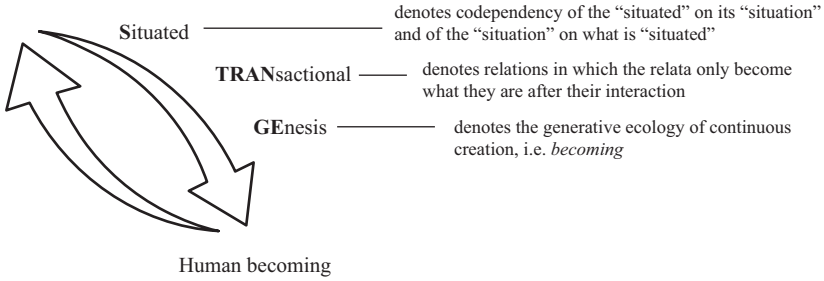 Situated
denotes codependency of the “situated” on its “situation”
and of the “situation” on what is “situated”
TRANsactional
denotes relations in which the relata only become
what they are after their interaction
GEnesis
denotes the generative ecology of continuous
creation, i.e. becoming
Human becoming